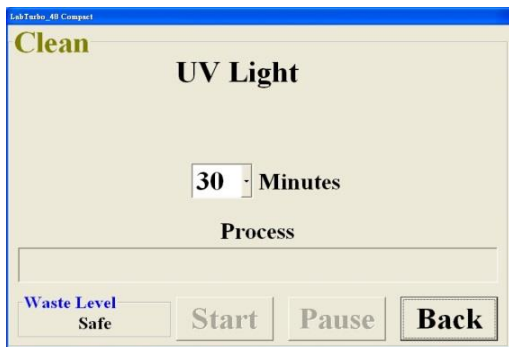 LabTurbo_48 Compact
Clean
UV Light
30 Minutes
Process
Waste Level
Safe
Start Pause Back